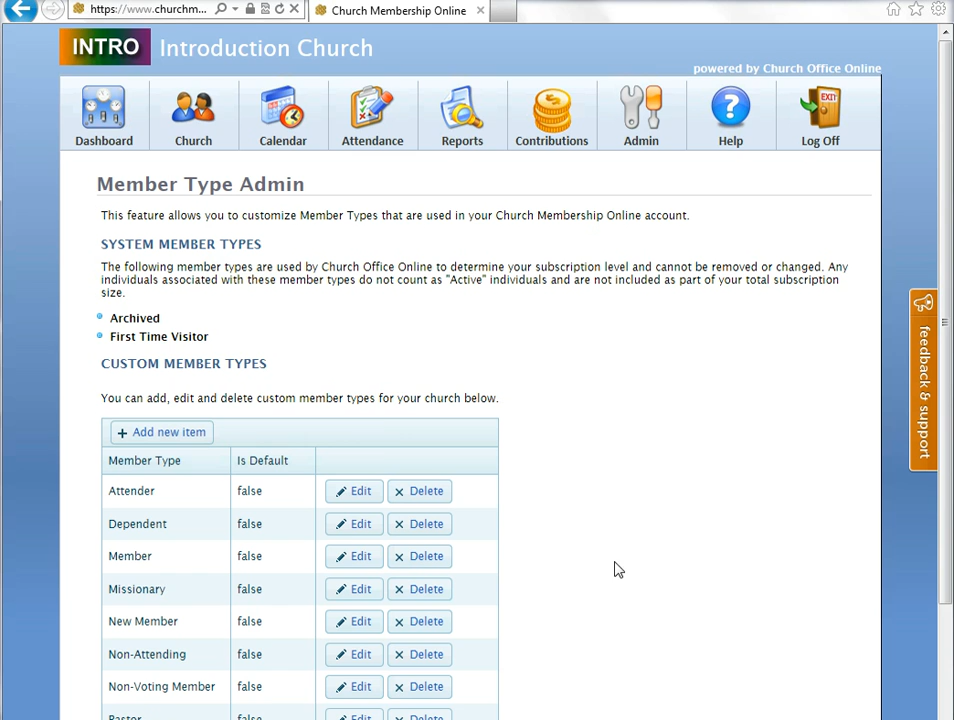 https://www.churchm...
Church Membership Online
INTRO
Introduction Church
powered by Church Office Online
EXIT
Dashboard
Church
Calendar
Attendance
Reports
Contributions
Admin
Help
Log Off
Member Type Admin
This feature allows you to customize Member Types that are used in your Church Membership Online account.
SYSTEM MEMBER TYPES
The following member types are used by Church Office Online to determine your subscription level and cannot be removed or changed. Any
individuals associated with these member types do not count as "Active" individuals and are not included as part of your total subscription
size.
Archived
First Time Visitor
CUSTOM MEMBER TYPES
You can add, edit and delete custom member types for your church below.
+ Add new item
Member Type Is Default
Attender false Edit Delete
Dependent false Edit Delete
Member false Edit Delete
Missionary false Edit Delete
New Member false Edit Delete
Non-Attending false Edit Delete
Non-Voting Member false Edit Delete
Pastor false Edit Delete
feedback & support